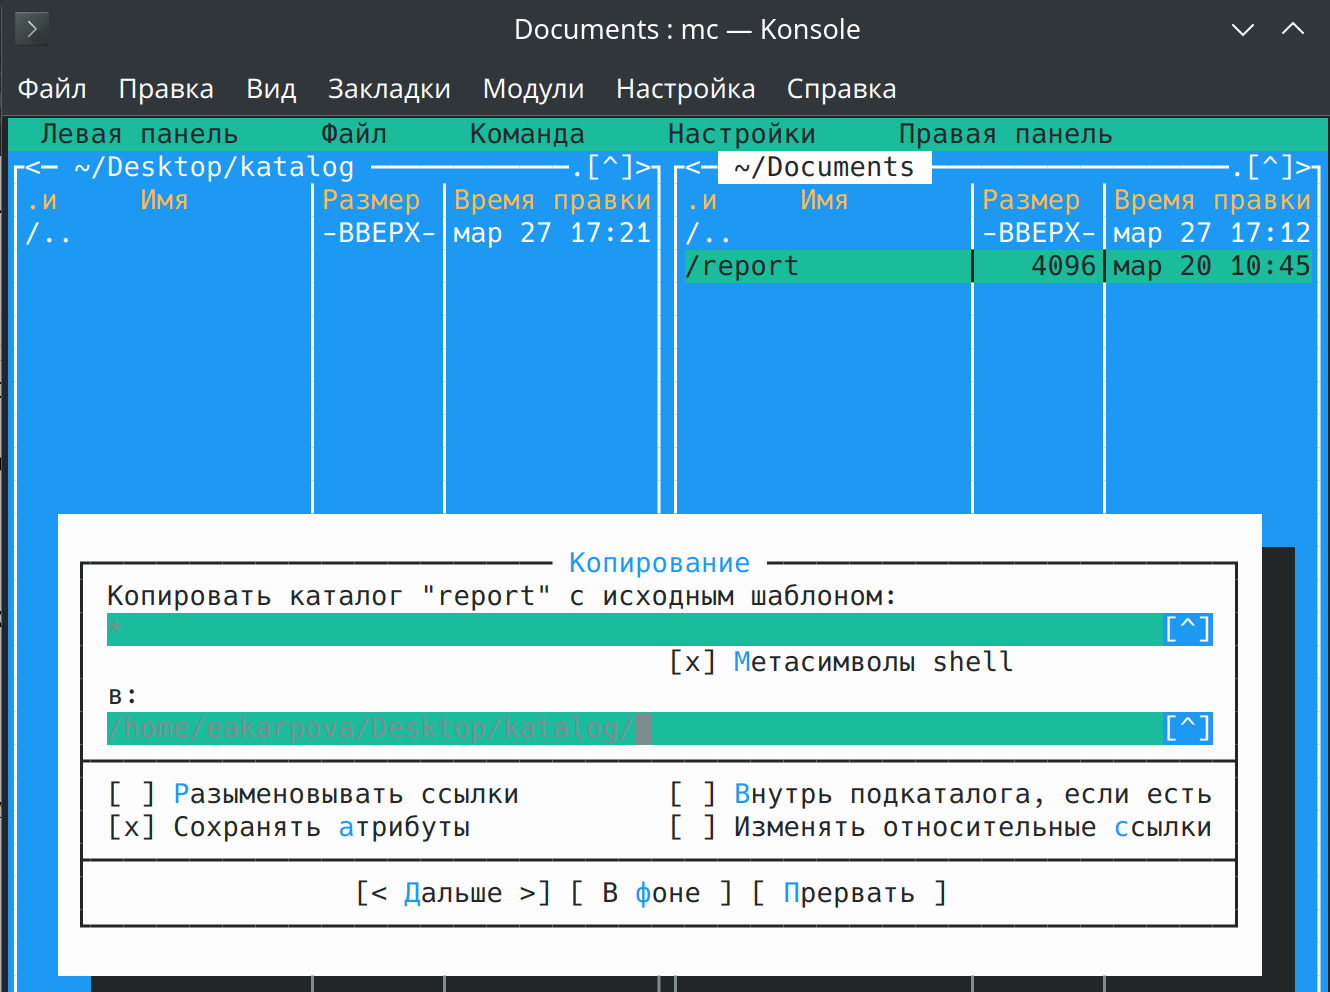 Documents : mc — Konsole
Файл Правка Вид Закладки Модули Настройка Справка
Левая панель Файл Команда Настройки Правая панель
<─ ~/Desktop/katalog ─.[^]> <─ ~/Documents ─.[^]>
.и Имя Размер Время правки .и Имя Размер Время правки
/.. -ВВЕРХ- мар 27 17:21 /.. -ВВЕРХ- мар 27 17:12
/report 4096 мар 20 10:45
Копирование
Копировать каталог "report" с исходным шаблоном:
* [^]
[x] Метасимволы shell
в:
/home/eakarpova/Desktop/katalog/ [^]
[ ] Разыменовывать ссылки [ ] Внутрь подкаталога, если есть
[x] Сохранять атрибуты [ ] Изменять относительные ссылки
[< Дальше >] [ В фоне ] [ Прервать ]